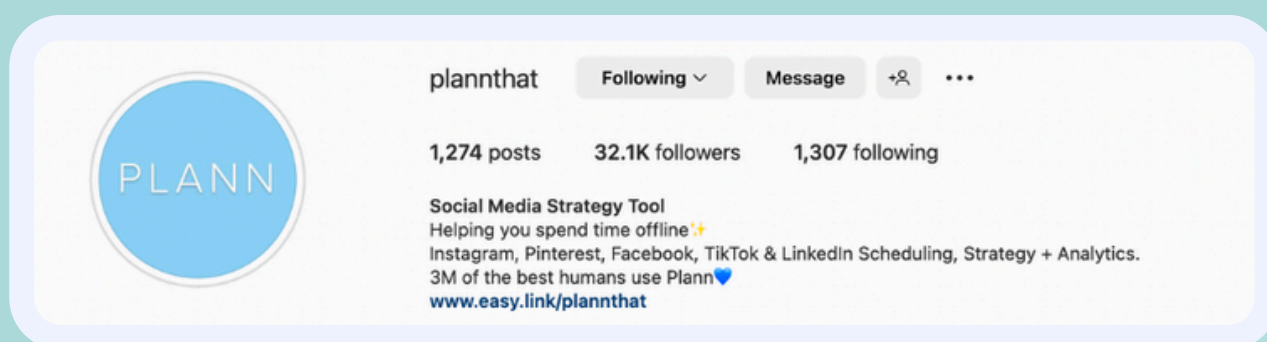 PLANN
plannthat Following Message
1,274 posts 32.1K followers 1,307 following
Social Media Strategy Tool
Helping you spend time offline✨
Instagram, Pinterest, Facebook, TikTok & LinkedIn Scheduling, Strategy + Analytics.
3M of the best humans use Plann💙
www.easy.link/plannthat